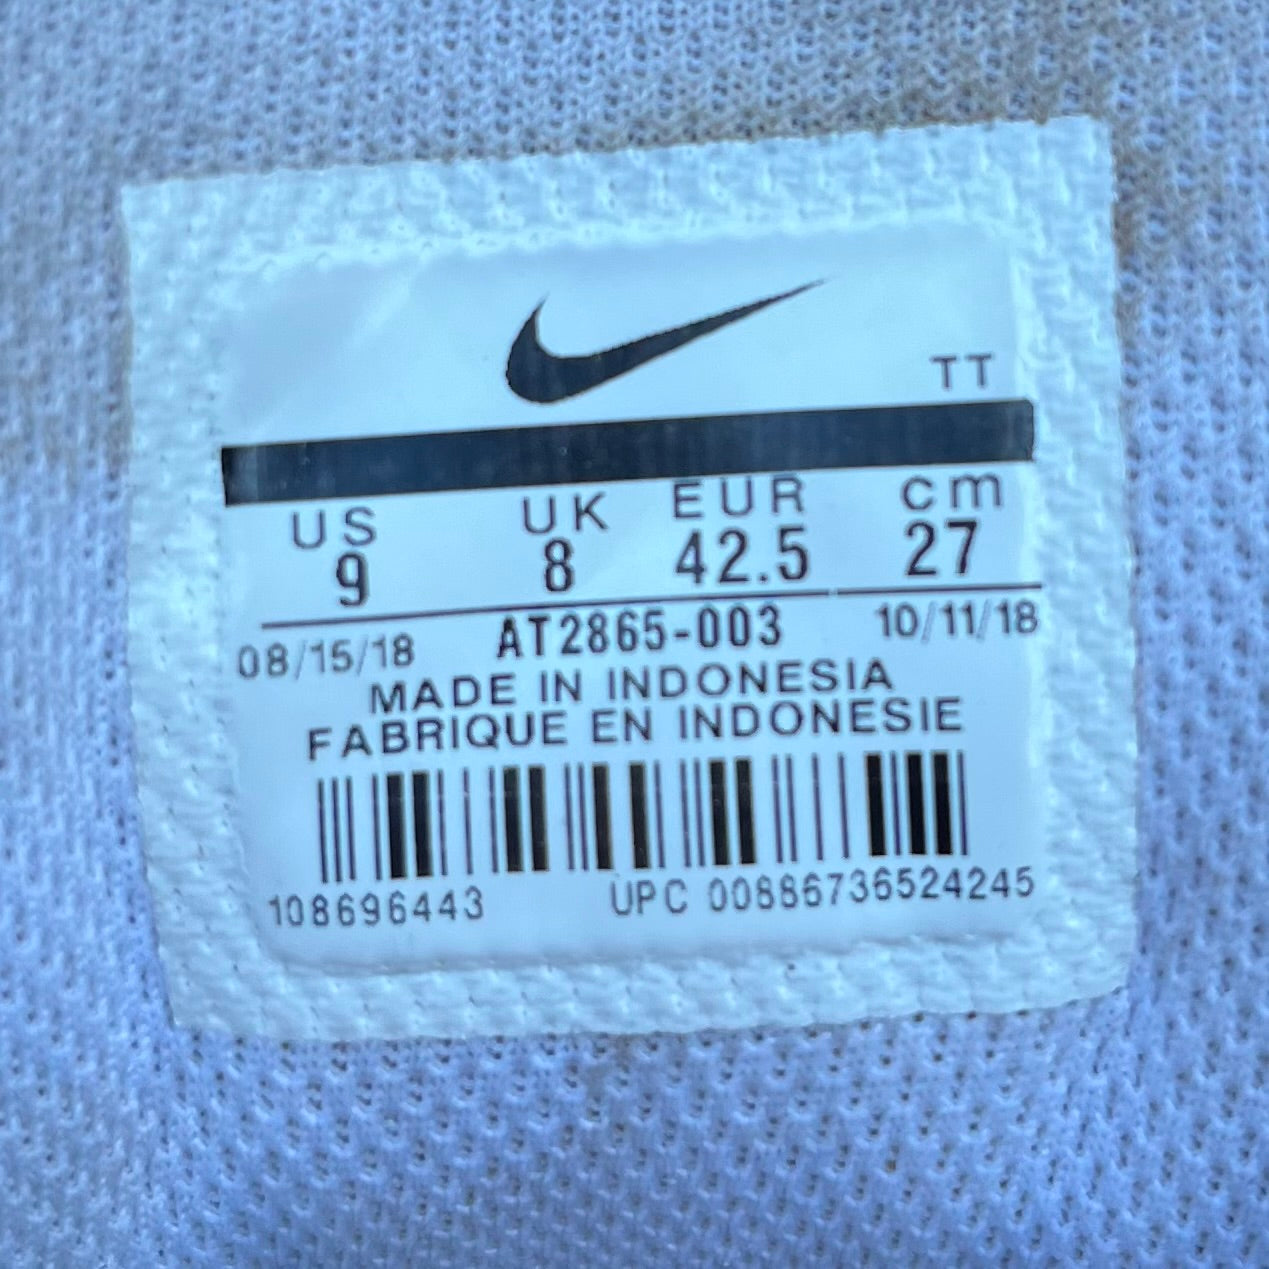 TT
US UK EUR cm
9 8 42.5 27
08/15/18 AT2865-003 10/11/18
MADE IN INDONESIA
FABRIQUE EN INDONESIE
108696443 UPC 00886736524245